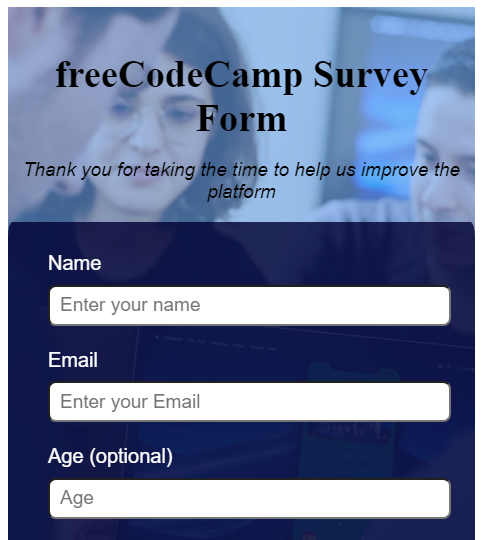 freeCodeCamp Survey
Form
Thank you for taking the time to help us improve the
platform
Name
Enter your name
Email
Enter your Email
Age (optional)
Age